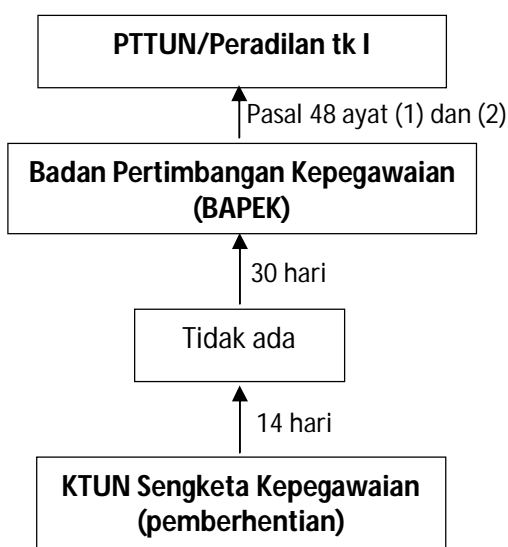 PTTUN/Peradilan tk I
Pasal 48 ayat (1) dan (2)
Badan Pertimbangan Kepegawaian
(BAPEK)
30 hari
Tidak ada
14 hari
KTUN Sengketa Kepegawaian
(pemberhentian)